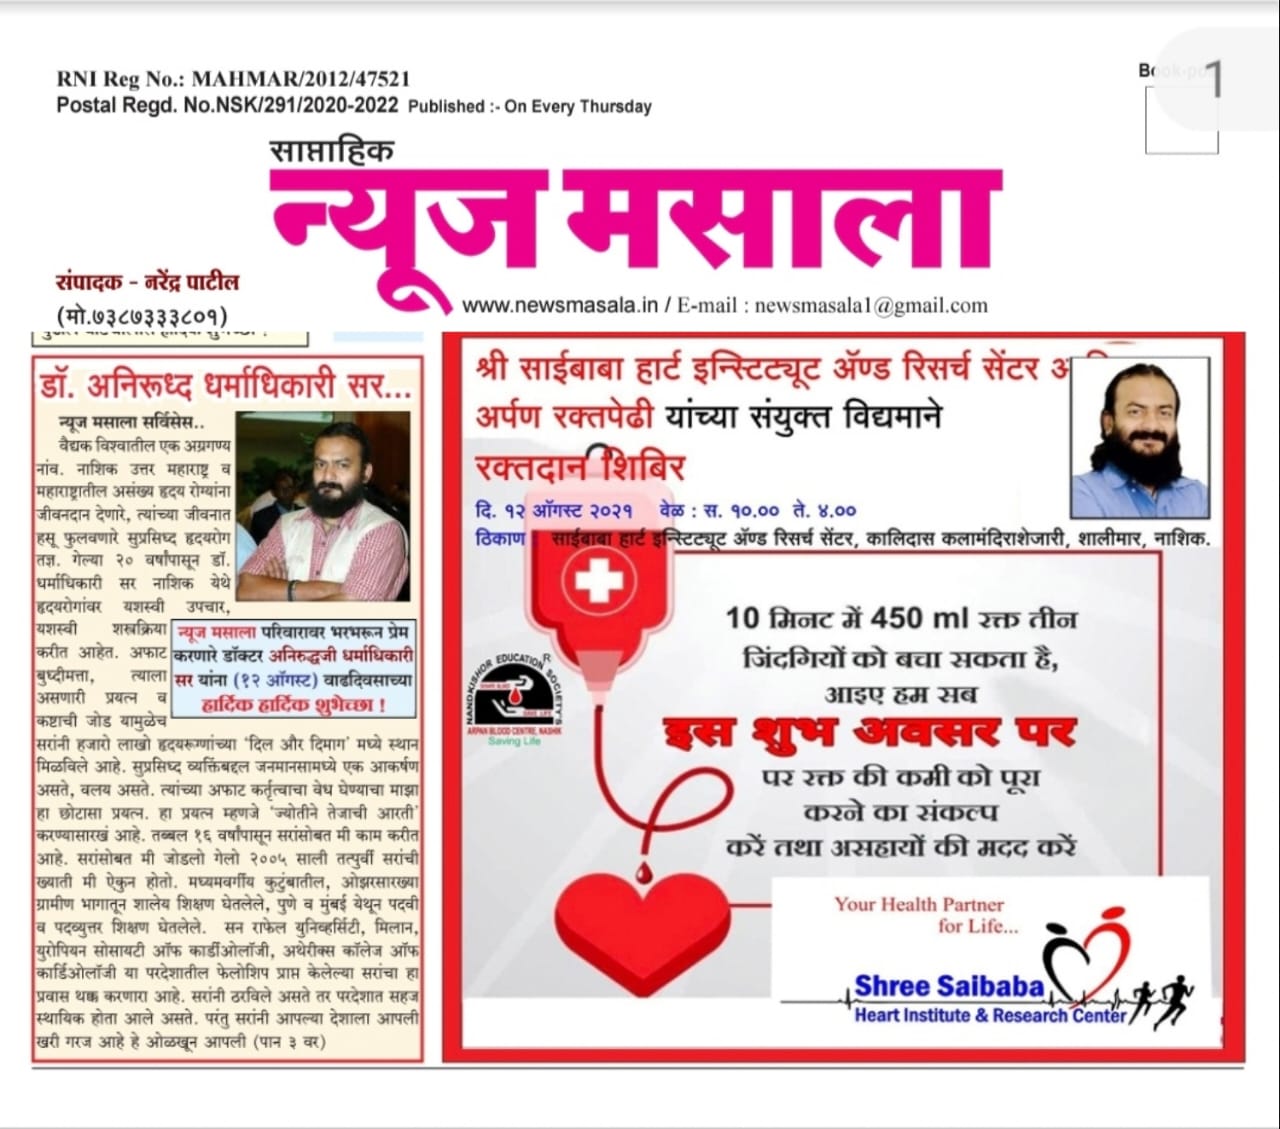 RNI Reg No.: MAHMAR/2012/47521
Postal Regd. No.NSK/291/2020-2022 Published :- On Every Thursday
1
साप्ताहिक
न्यूज मसाला
संपादक - नरेंद्र पाटील
(मो.७३८७३३३८०१)
www.newsmasala.in / E-mail : newsmasala1@gmail.com
डॉ. अनिरूध्द धर्माधिकारी सर...
न्यूज मसाला सर्विसेस..
वैद्यक विश्वातील एक अग्रगण्य
नांव. नाशिक उत्तर महाराष्ट्र व
महाराष्ट्रातील असंख्य हृदय रोग्यांना
जीवनदान देणारे, त्यांच्या जीवनात
हसू फुलवणारे सुप्रसिध्द हृदयरोग
तज्ञ. गेल्या २० वर्षांपासून डॉ.
धर्माधिकारी सर नाशिक येथे
हृदयरोगांवर यशस्वी उपचार,
यशस्वी शस्त्रक्रिया
करीत आहेत. अफाट
बुध्दीमत्ता, त्याला
असणारी प्रयत्न व
कष्टाची जोड यामुळेच
सरांनी हजारो लाखो हृदयरूग्णांच्या 'दिल और दिमाग' मध्ये स्थान
मिळविले आहे. सुप्रसिध्द व्यक्तिंबद्दल जनमानसामध्ये एक आकर्षण
असते, वलय असते. त्यांच्या अफाट कर्तृत्वाचा वेध घेण्याचा माझा
हा छोटासा प्रयत्न. हा प्रयत्न म्हणजे 'ज्योतीने तेजाची आरती'
करण्यासारखं आहे. तब्बल १६ वर्षांपासून सरांसोबत मी काम करीत
आहे. सरांसोबत मी जोडलो गेलो २००५ साली तत्पुर्वी सरांची
ख्याती मी ऐकुन होतो. मध्यमवर्गीय कुटुंबातील, ओझरसारख्या
ग्रामीण भागातून शालेय शिक्षण घेतलेले, पुणे व मुंबई येथून पदवी
व पदव्युत्तर शिक्षण घेतलेले. सन राफेल युनिव्हर्सिटी, मिलान,
युरोपियन सोसायटी ऑफ कार्डीओलॉजी, अथेरीक्स कॉलेज ऑफ
कार्डिओलॉजी या परदेशातील फेलोशिप प्राप्त केलेल्या सरांचा हा
प्रवास थक्क करणारा आहे. सरांनी ठरविले असते तर परदेशात सहज
स्थायिक होता आले असते. परंतु सरांनी आपल्या देशाला आपली
खरी गरज आहे हे ओळखून आपली (पान ३ वर)
न्यूज मसाला परिवारावर भरभरून प्रेम
करणारे डॉक्टर अनिरुद्धजी धर्माधिकारी
सर यांना (१२ ऑगस्ट) वाढदिवसाच्या
हार्दिक हार्दिक शुभेच्छा !
श्री साईबाबा हार्ट इन्स्टिट्यूट ॲण्ड रिसर्च सेंटर
अर्पण रक्तपेढी यांच्या संयुक्त विद्यमाने
रक्तदान शिबिर
दि. १२ ऑगस्ट २०२१ वेळ : स. १०.०० ते. ४.००
ठिकाण : साईबाबा हार्ट इन्स्टिट्यूट ॲण्ड रिसर्च सेंटर, कालिदास कलामंदिराशेजारी, शालीमार, नाशिक.
10 मिनट में 450 ml रक्त तीन
जिंदगियों को बचा सकता है,
आइए हम सब
इस शुभ अवसर पर
पर रक्त की कमी को पूरा
करने का संकल्प
करें तथा असहायों की मदद करें
NANDKISHOR EDUCATION SOCIETY'S
ARPAN BLOOD CENTRE, NASHIK
Saving Life
Your Health Partner
for Life...
Shree Saibaba
Heart Institute & Research Center